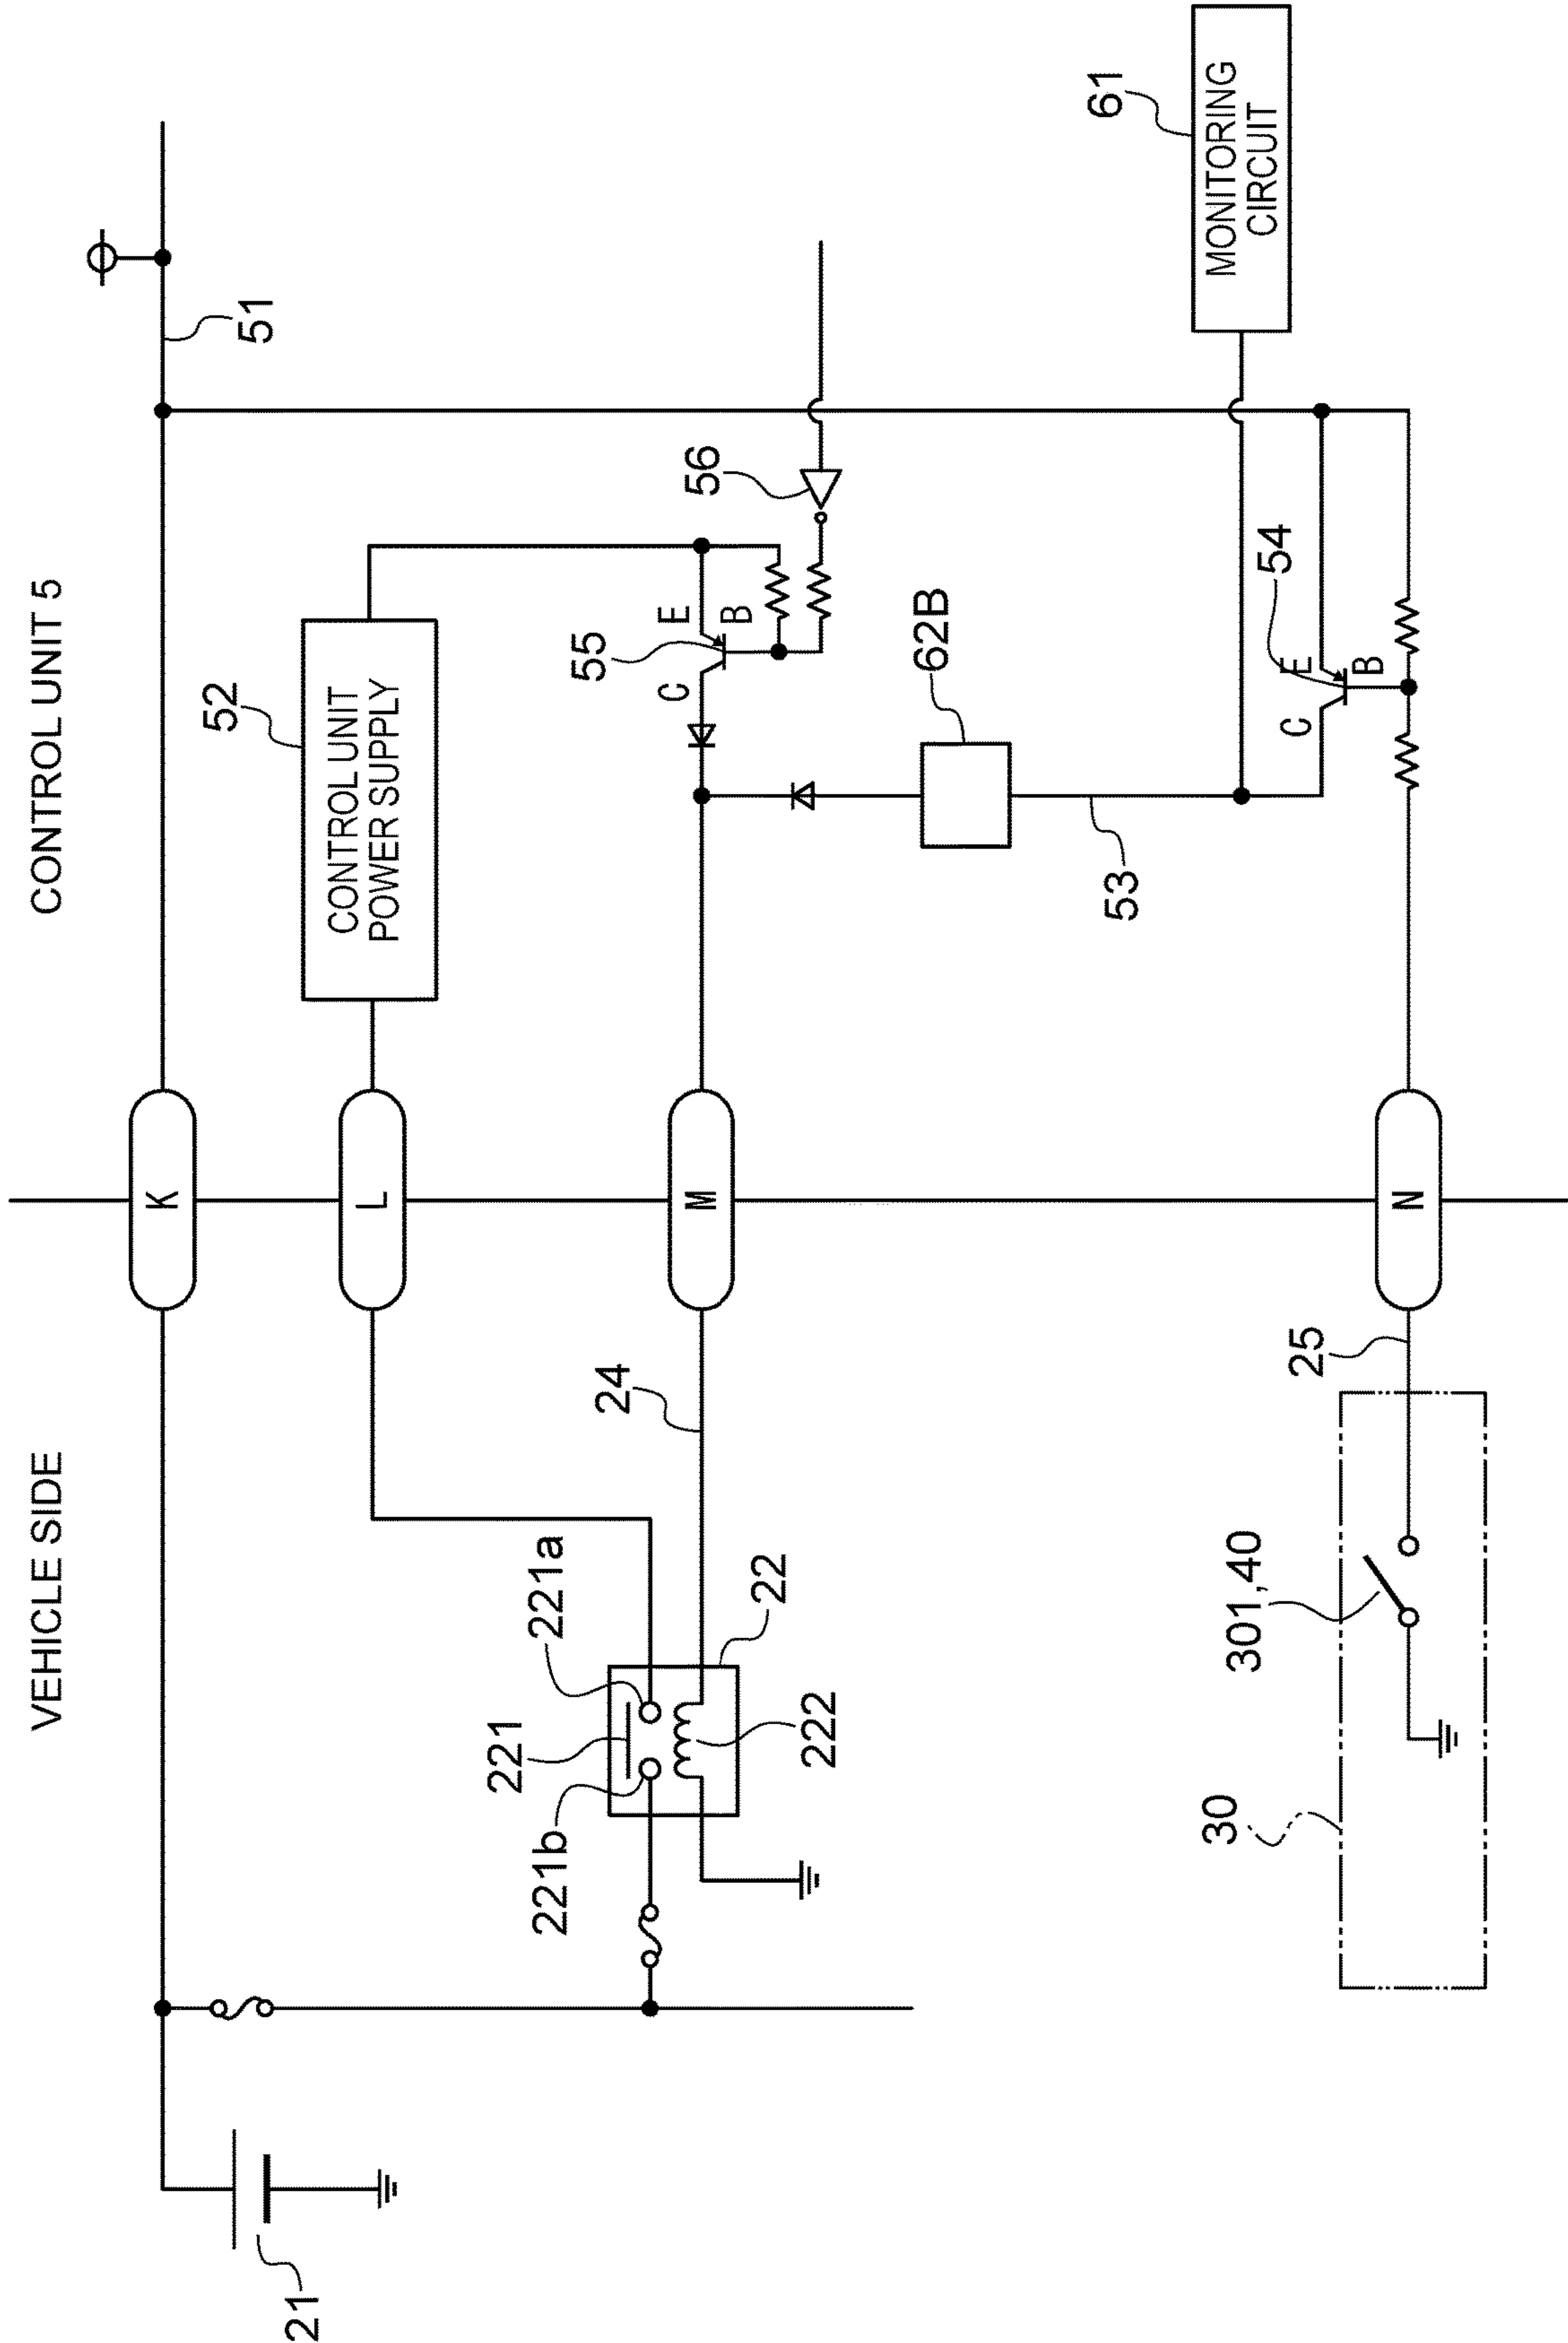 VEHICLE SIDE
CONTROL UNIT 5
K
51
52
CONTROL UNIT
POWER SUPPLY
L
221a
221
221b
22
222
24
M
55
E
B
C
56
62B
53
21
61
MONITORING
CIRCUIT
54
E
B
C
301,40
30
25
N